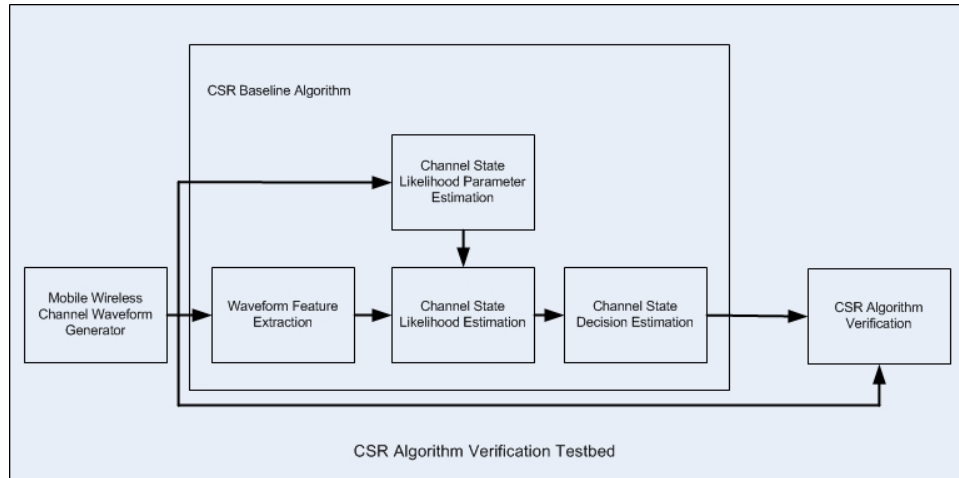 CSR Baseline Algorithm
Channel State
Likelihood Parameter
Estimation
Mobile Wireless
Channel Waveform
Generator
Waveform Feature
Extraction
Channel State
Likelihood Estimation
Channel State
Decision Estimation
CSR Algorithm
Verification
CSR Algorithm Verification Testbed